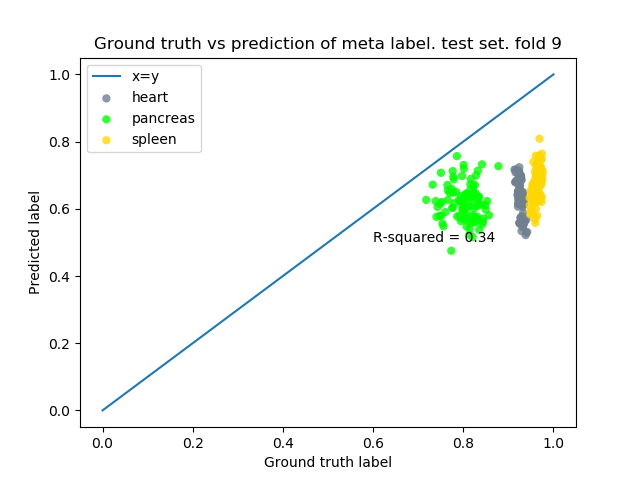 Ground truth vs prediction of meta label. test set. fold 9
x=y
heart
pancreas
spleen
R-squared = 0.34
Predicted label
1.0
0.8
0.6
0.4
0.2
0.0
0.0 0.2 0.4 0.6 0.8 1.0
Ground truth label